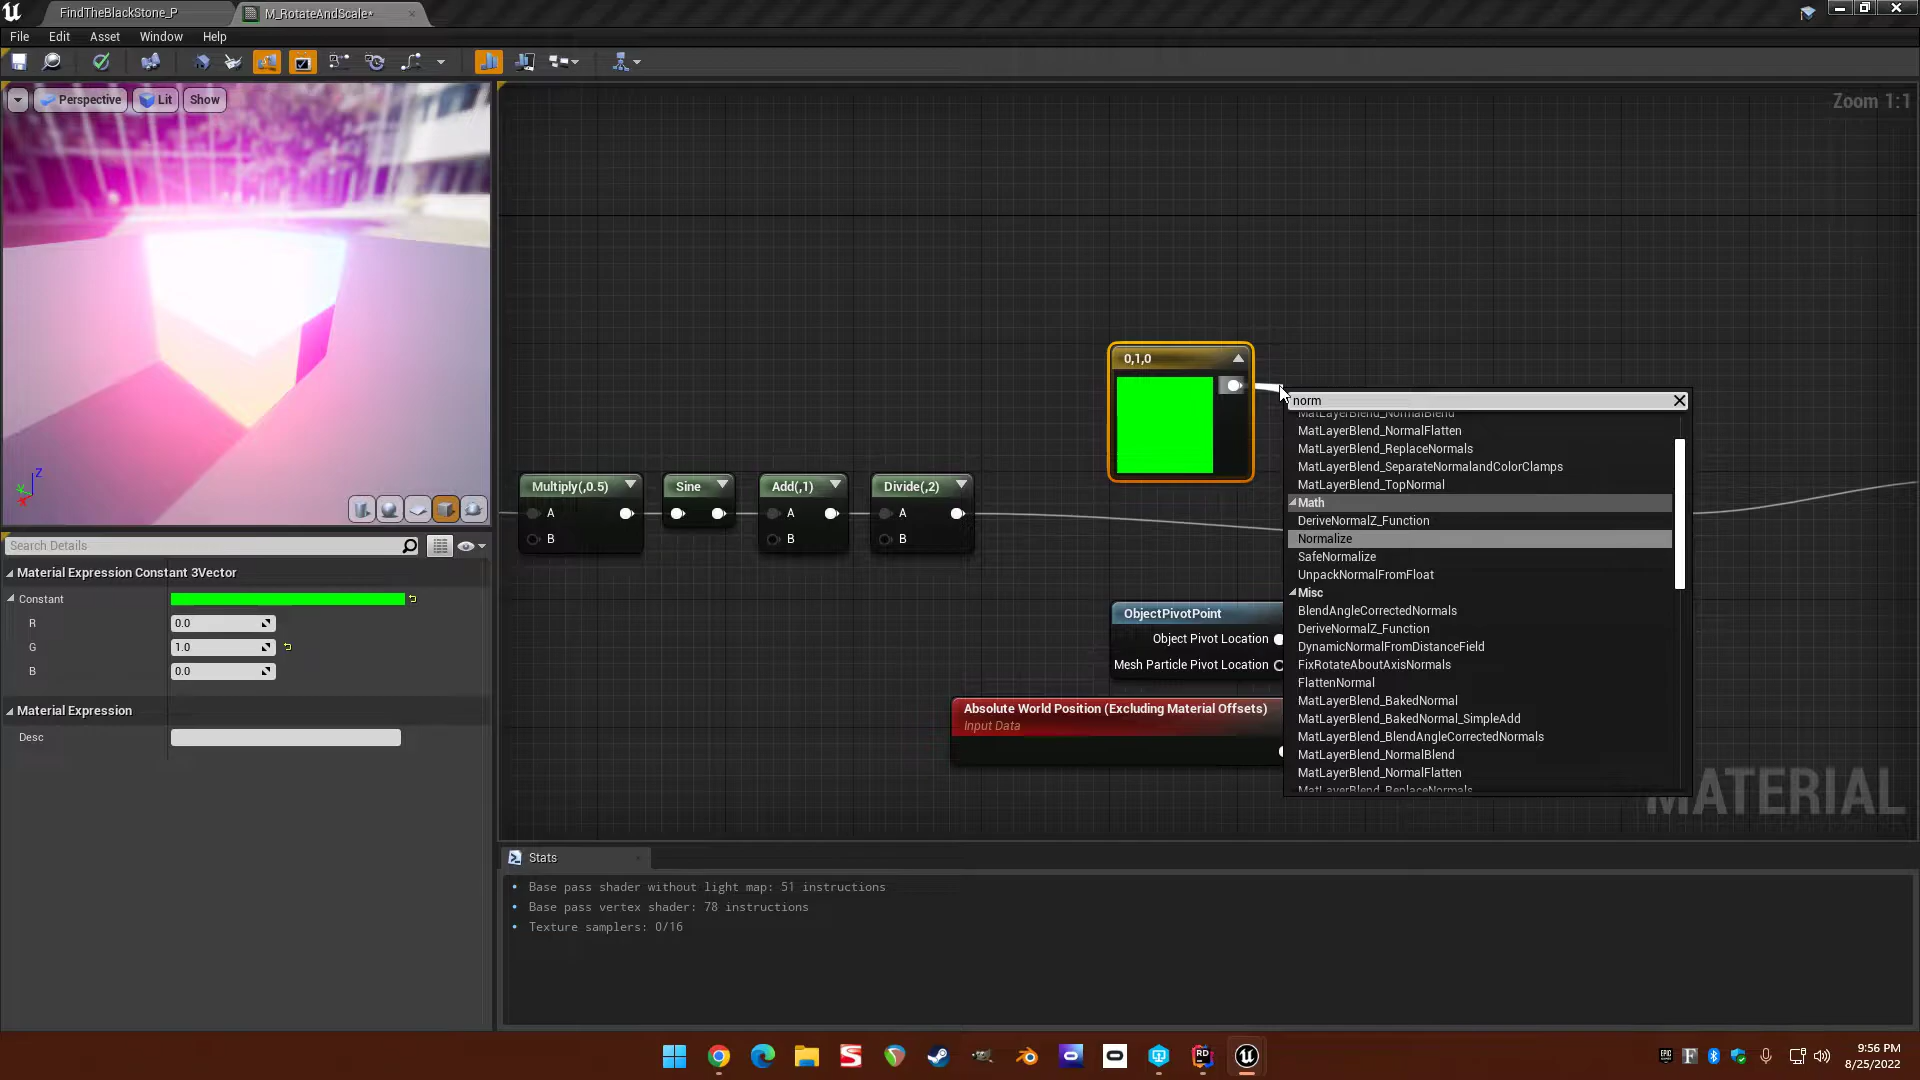 FindTheBlackStone_P
M_RotateAndScale*
File Edit Asset Window Help
Perspective Lit Show
Zoom 1:1
Z
Search Details
Material Expression Constant 3Vector
Constant
R 0.0
G 1.0
B 0.0
Material Expression
Desc
0,1,0
Multiply(,0.5)
A
B
Sine
Add(,1)
A
B
Divide(,2)
A
B
ObjectPivotPoint
Object Pivot Location
Mesh Particle Pivot Location
Absolute World Position (Excluding Material Offsets)
Input Data
norm
MatLayerBlend_NormalBlend
MatLayerBlend_NormalFlatten
MatLayerBlend_ReplaceNormals
MatLayerBlend_SeparateNormalandColorClamps
MatLayerBlend_TopNormal
Math
DeriveNormalZ_Function
Normalize
SafeNormalize
UnpackNormalFromFloat
Misc
BlendAngleCorrectedNormals
DeriveNormalZ_Function
DynamicNormalFromDistanceField
FixRotateAboutAxisNormals
FlattenNormal
MatLayerBlend_BakedNormal
MatLayerBlend_BakedNormal_SimpleAdd
MatLayerBlend_BlendAngleCorrectedNormals
MatLayerBlend_NormalBlend
MatLayerBlend_NormalFlatten
MatLayerBlend_ReplaceNormals
MATERIAL
Stats
Base pass shader without light map: 51 instructions
Base pass vertex shader: 78 instructions
Texture samplers: 0/16
9:56 PM
8/25/2022